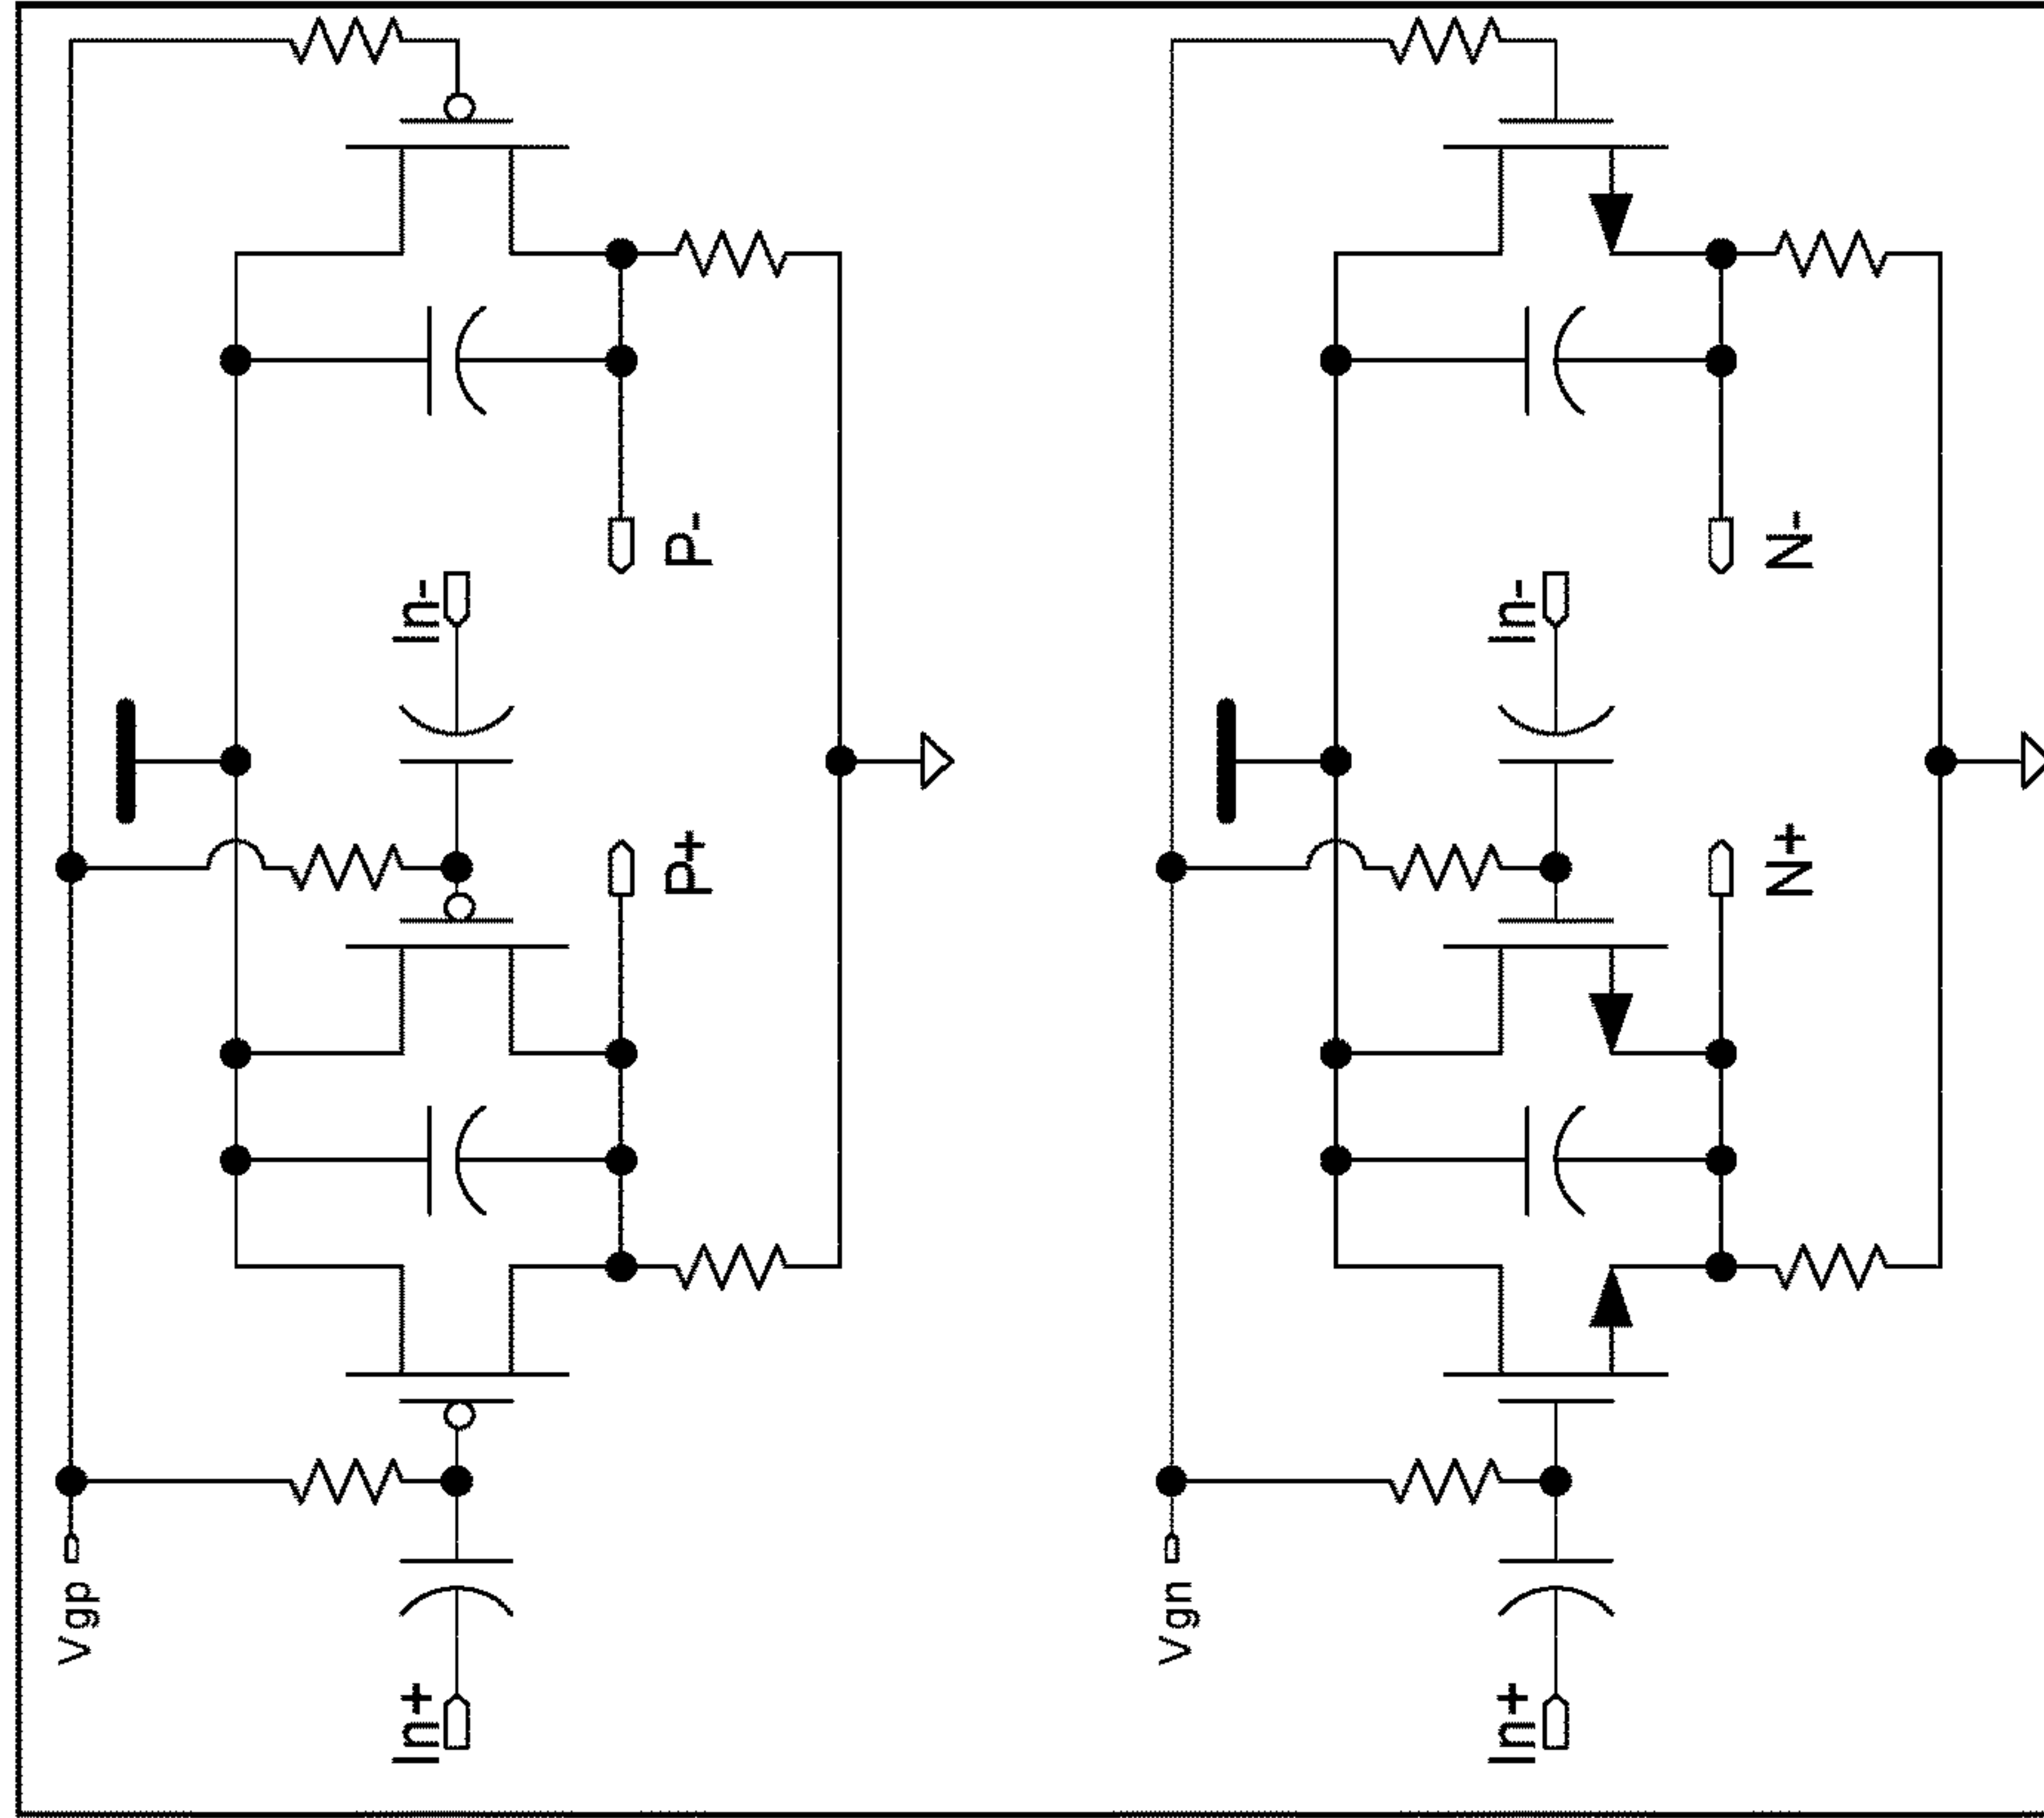 Vgp
In+
P+
In-
P-
Vgn
In+
N+
In-
N-